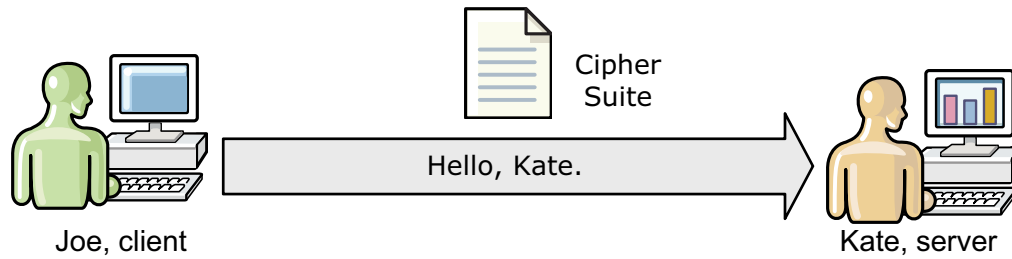 Cipher
Suite
Hello, Kate.
Joe, client
Kate, server